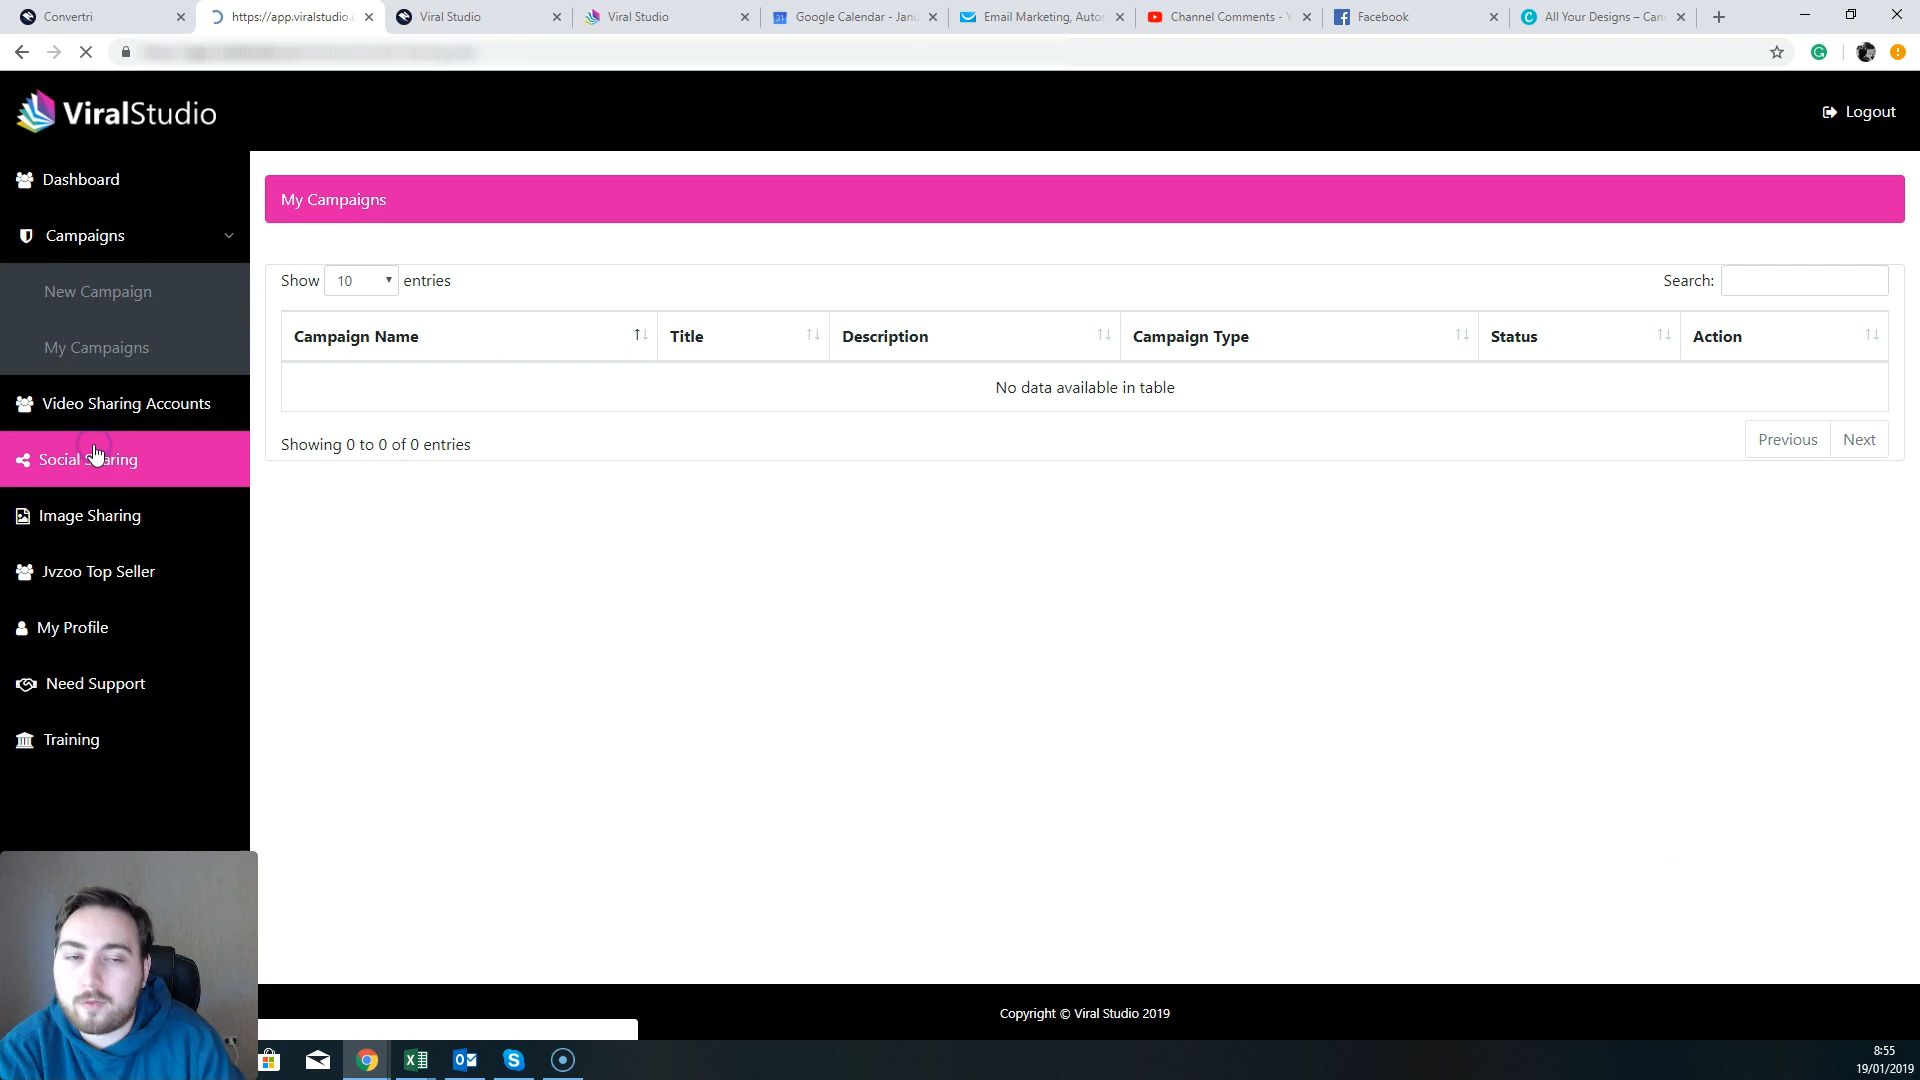 Convertri
https://app.viralstudio.c
Viral Studio
Viral Studio
Google Calendar - Janu
Email Marketing, Autor
Channel Comments - Y
Facebook
All Your Designs – Can
ViralStudio
Logout
Dashboard
Campaigns
New Campaign
My Campaigns
Video Sharing Accounts
Social Sharing
Image Sharing
Jvzoo Top Seller
My Profile
Need Support
Training
My Campaigns
Show 10 entries
Search:
Campaign Name Title Description Campaign Type Status Action
No data available in table
Showing 0 to 0 of 0 entries
Previous Next
Copyright © Viral Studio 2019
8:55
19/01/2019